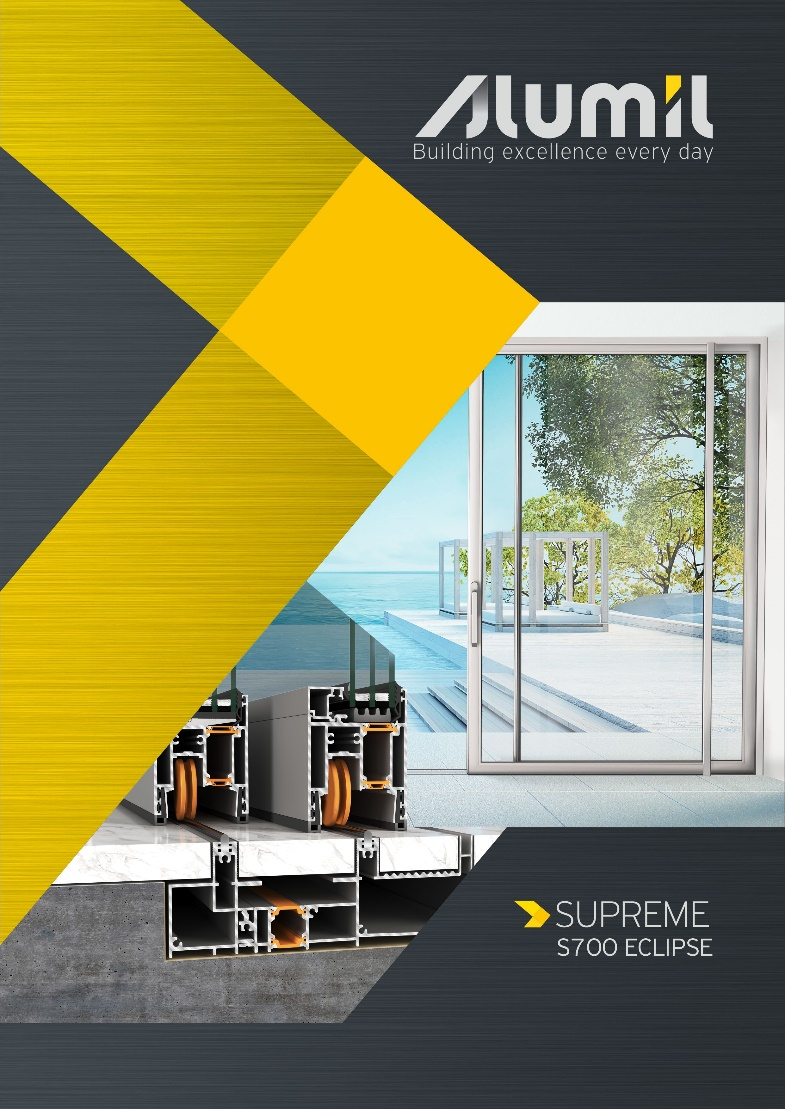 Alumil
Building excellence every day
SUPREME
S700 ECLIPSE